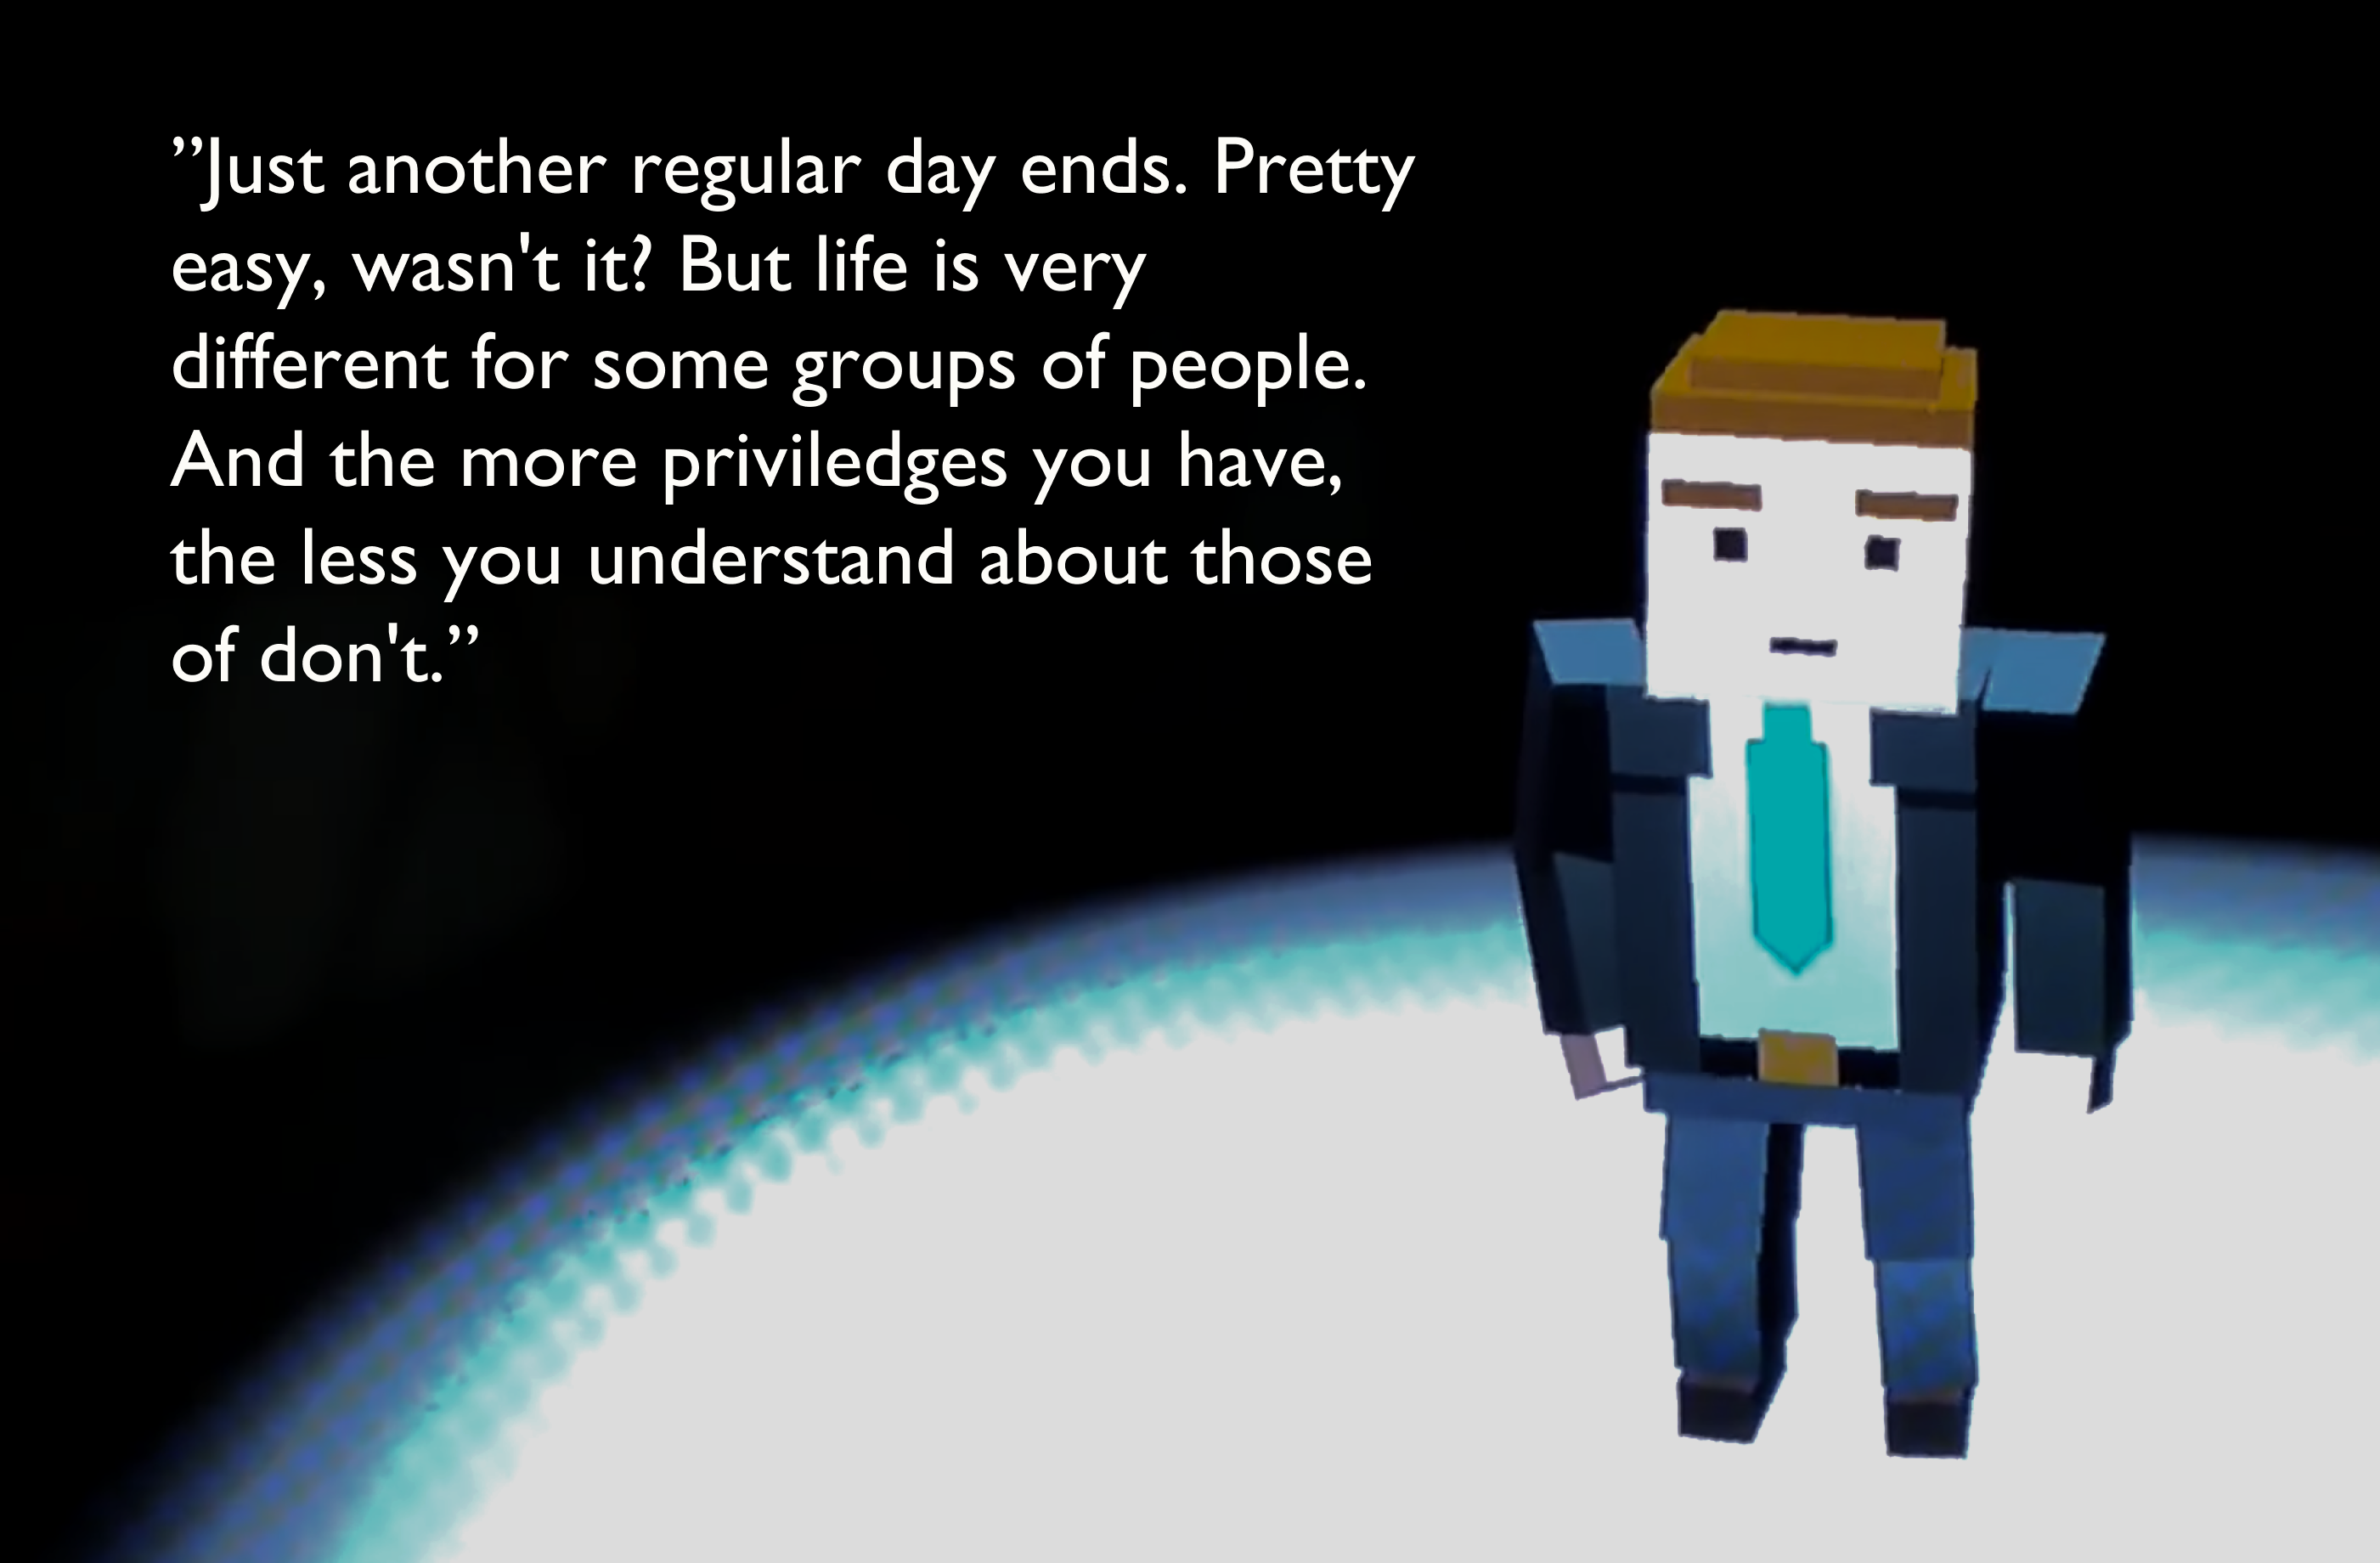 ”Just another regular day ends. Pretty
easy, wasn't it? But life is very
different for some groups of people.
And the more priviledges you have,
the less you understand about those
of don't.”